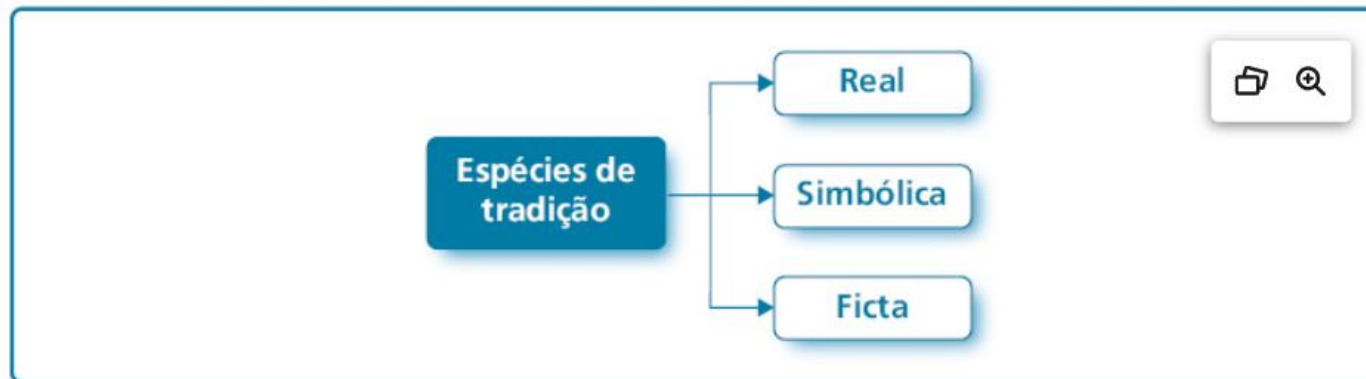 Espécies de
tradição
Real
Simbólica
Ficta